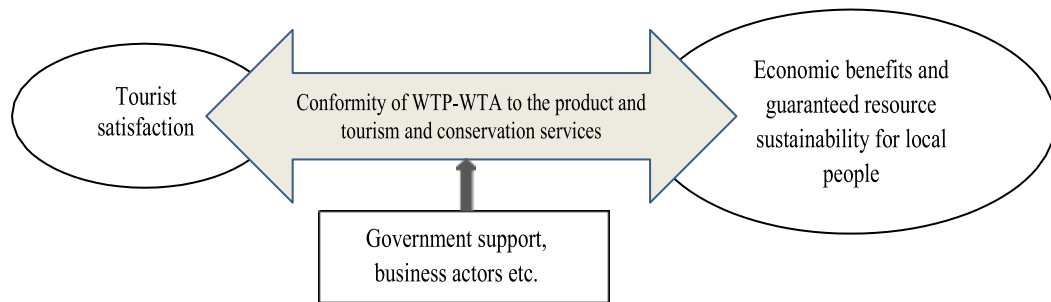 Tourist
satisfaction
Conformity of WTP-WTA to the product and
tourism and conservation services
Economic benefits and
guaranteed resource
sustainability for local
people
Government support,
business actors etc.